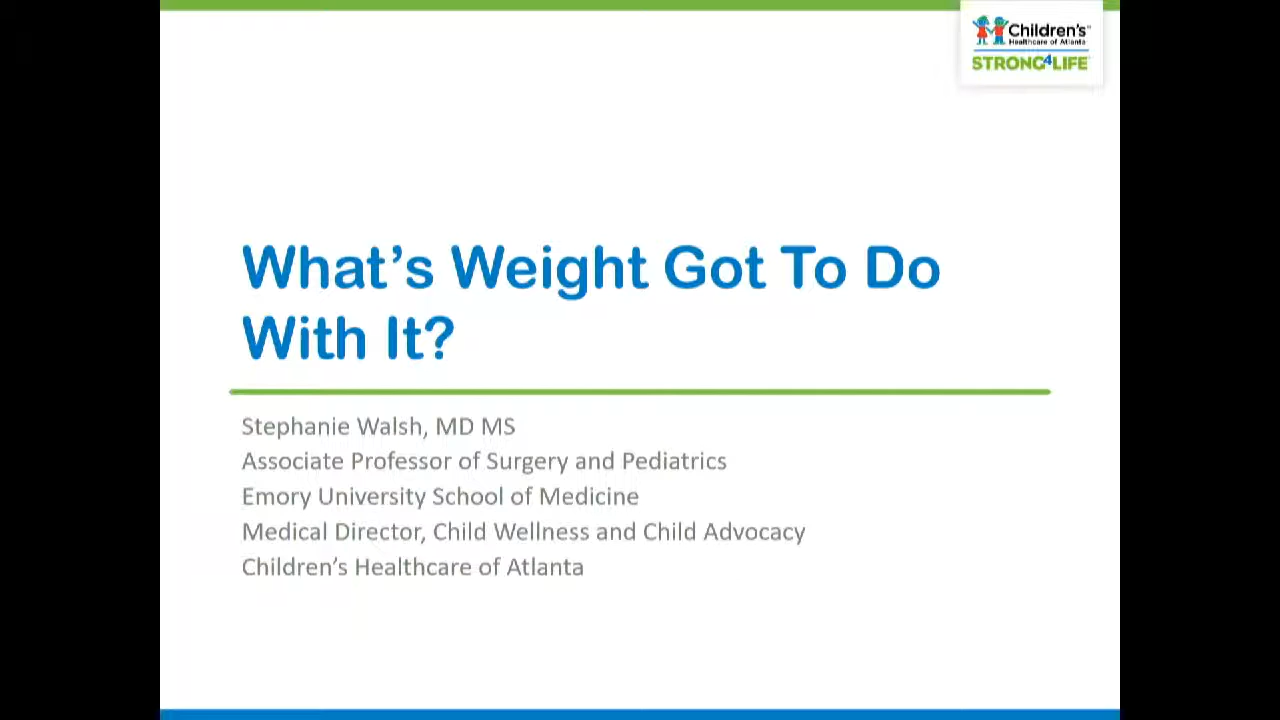 Children's
Healthcare of Atlanta
STRONG4LIFE
What's Weight Got To Do
With It?
Stephanie Walsh, MD MS
Associate Professor of Surgery and Pediatrics
Emory University School of Medicine
Medical Director, Child Wellness and Child Advocacy
Children's Healthcare of Atlanta